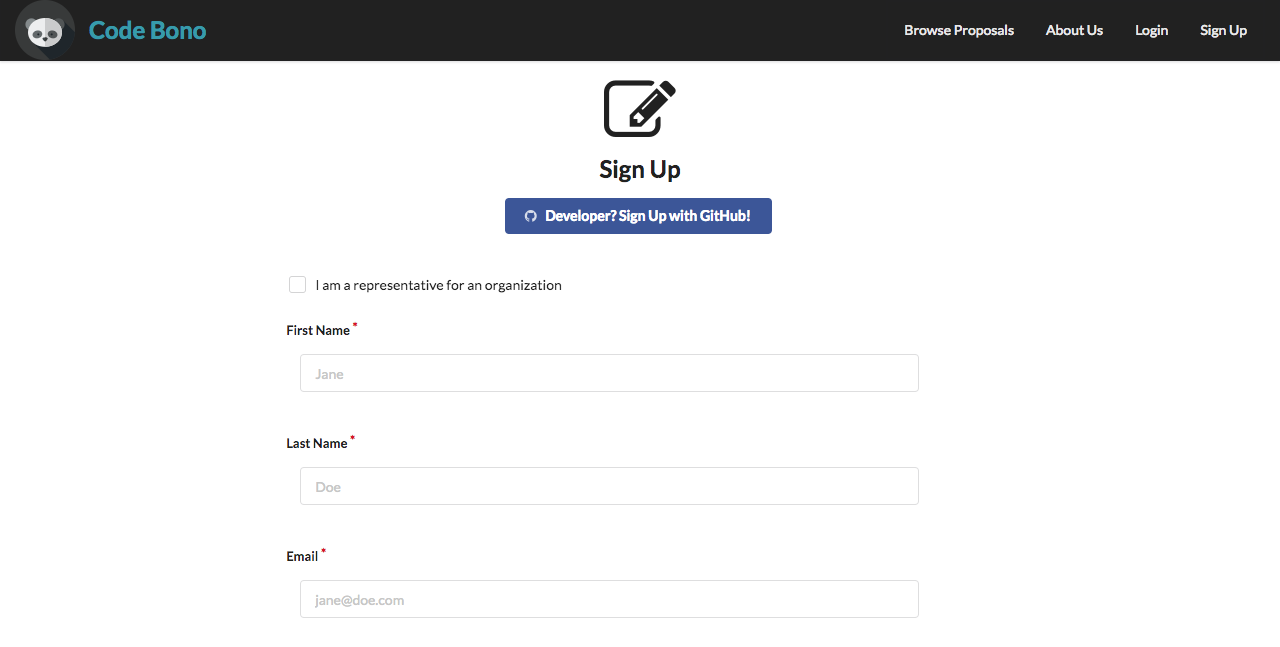 Code Bono
Browse Proposals About Us Login Sign Up
Sign Up
Developer? Sign Up with GitHub!
I am a representative for an organization
First Name *
Jane
Last Name *
Doe
Email *
jane@doe.com